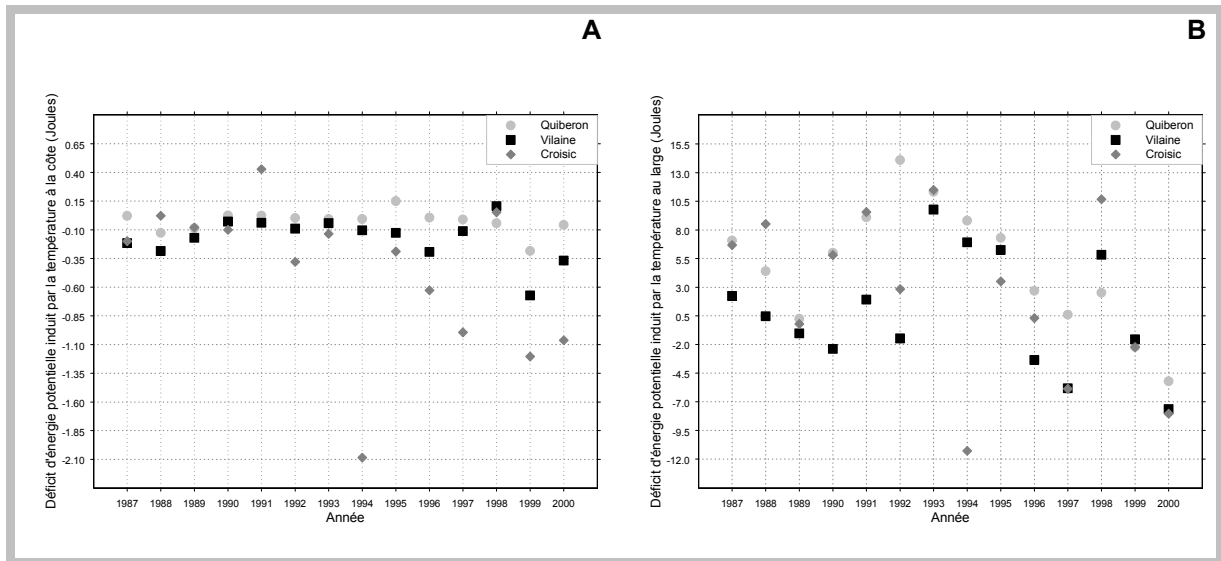 A
Déficit d'énergie potentielle induit par la température à la côte (Joules)
Quiberon
Vilaine
Croisic
0.65
0.40
0.15
-0.10
-0.35
-0.60
-0.85
-1.10
-1.35
-1.60
-1.85
-2.10
1987 1988 1989 1990 1991 1992 1993 1994 1995 1996 1997 1998 1999 2000
Année
B
Déficit d'énergie potentielle induit par la température au large (Joules)
Quiberon
Vilaine
Croisic
15.5
13.0
10.5
8.0
5.5
3.0
0.5
-2.0
-4.5
-7.0
-9.5
-12.0
1987 1988 1989 1990 1991 1992 1993 1994 1995 1996 1997 1998 1999 2000
Année